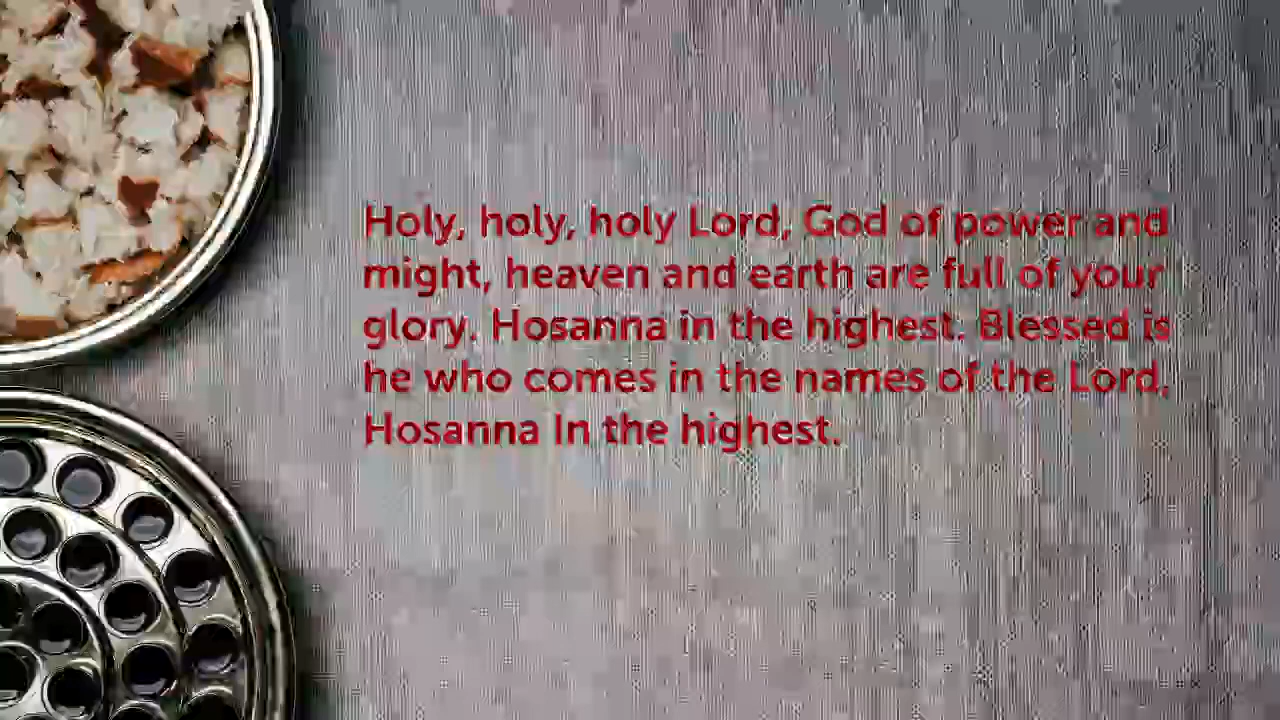 Holy, holy, holy Lord, God of power and
might, heaven and earth are full of your
glory. Hosanna in the highest. Blessed is
he who comes in the names of the Lord.
Hosanna In the highest.